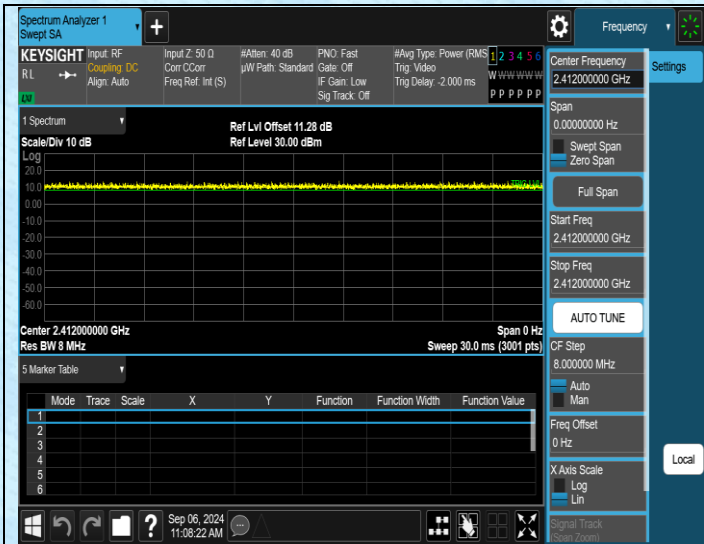 Spectrum Analyzer 1
Swept SA
Frequency
KEYSIGHT
RL
LXI
Input: RF
Coupling: DC
Align: Auto
Input Z: 50 Ω
Corr CCorr
Freq Ref: Int (S)
#Atten: 40 dB
µW Path: Standard
PNO: Fast
Gate: Off
IF Gain: Low
Sig Track: Off
#Avg Type: Power (RMS
Trig: Video
Trig Delay: -2.000 ms
1 2 3 4 5 6
W W W W W W
P P P P P P
1 Spectrum
Scale/Div 10 dB
Ref Lvl Offset 11.28 dB
Ref Level 30.00 dBm
Log
20.0
10.0
0.00
-10.0
-20.0
-30.0
-40.0
-50.0
-60.0
TRIG LVL
Center 2.412000000 GHz
Res BW 8 MHz
Span 0 Hz
Sweep 30.0 ms (3001 pts)
5 Marker Table
Mode Trace Scale X Y Function Function Width Function Value
1
2
3
4
5
6
Sep 06, 2024
11:08:22 AM
?
Center Frequency
2.412000000 GHz
Span
0.00000000 Hz
Swept Span
Zero Span
Full Span
Start Freq
2.412000000 GHz
Stop Freq
2.412000000 GHz
AUTO TUNE
CF Step
8.000000 MHz
Auto
Man
Freq Offset
0 Hz
X Axis Scale
Log
Lin
Signal Track
(Span Zoom)
Settings
Local